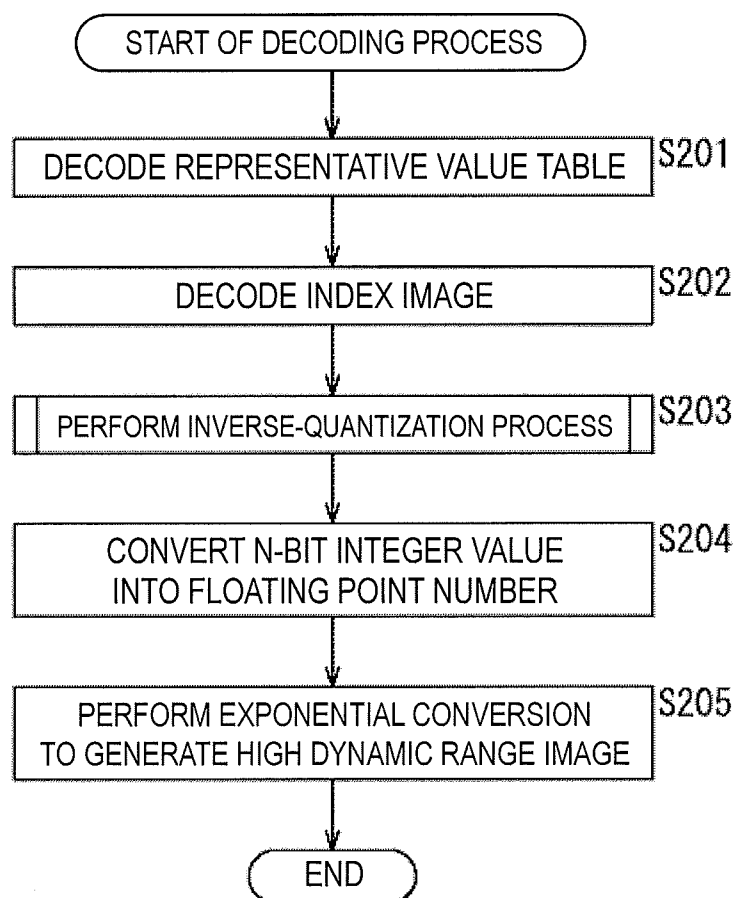 START OF DECODING PROCESS
DECODE REPRESENTATIVE VALUE TABLE
S201
DECODE INDEX IMAGE
S202
PERFORM INVERSE-QUANTIZATION PROCESS
S203
CONVERT N-BIT INTEGER VALUE
INTO FLOATING POINT NUMBER
S204
PERFORM EXPONENTIAL CONVERSION
TO GENERATE HIGH DYNAMIC RANGE IMAGE
S205
END